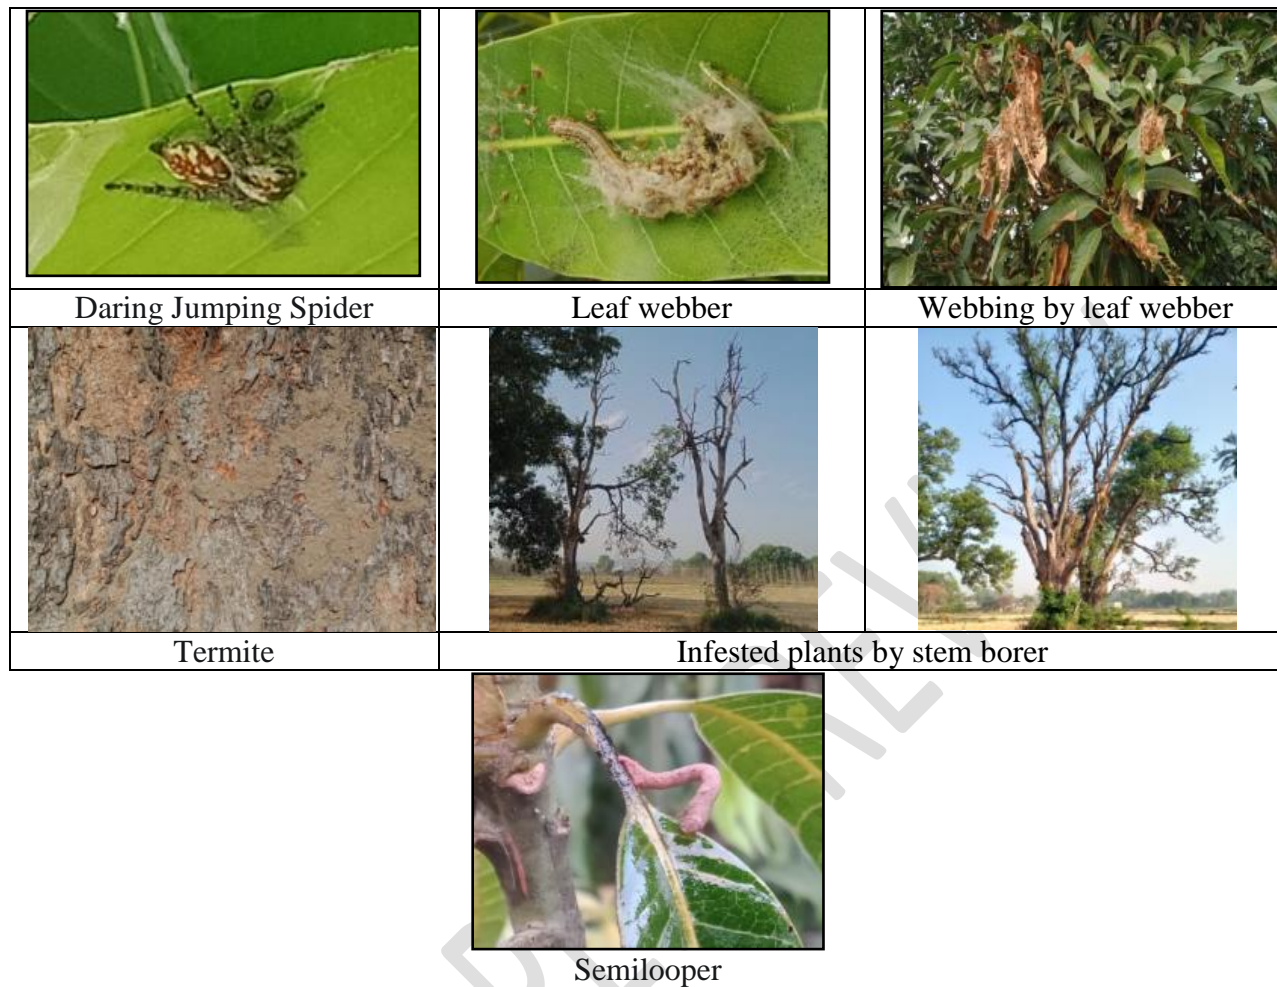 Daring Jumping Spider
Leaf webber
Webbing by leaf webber
Termite
Infested plants by stem borer
Semilooper